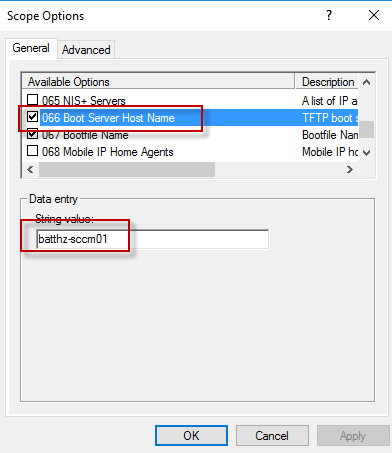 Scope Options
? ×
General Advanced
Available Options Description
065 NIS+ Servers A list of IP a
066 Boot Server Host Name TFTP boot s
067 Bootfile Name Bootfile Nan
068 Mobile IP Home Agents Mobile IP ho
Data entry
String value:
batthz-sccm01
OK Cancel Apply